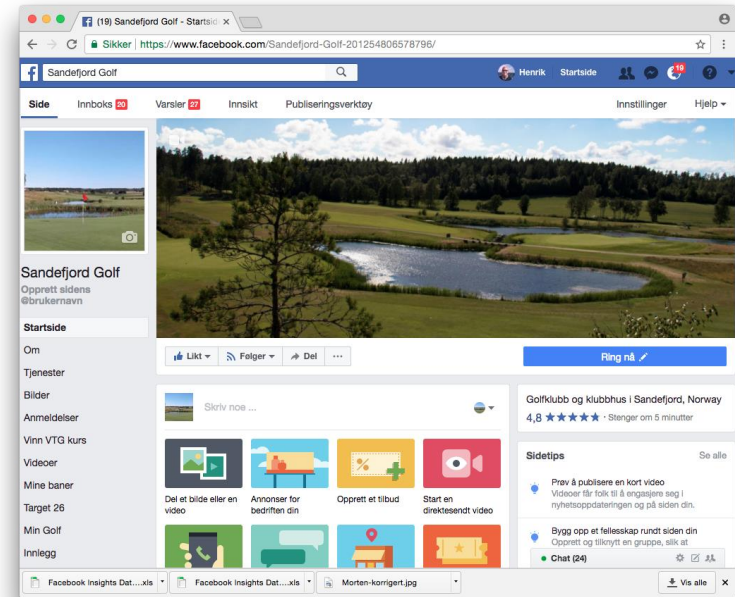 (19) Sandefjord Golf - Startsid
Sikker | https://www.facebook.com/Sandefjord-Golf-201254806578796/
Sandefjord Golf
Henrik Startside 19
Side Innboks 20 Varsler 27 Innsikt Publiseringsverktøy Innstillinger Hjelp
Sandefjord Golf
Opprett sidens
@brukernavn
Startside
Om
Tjenester
Bilder
Anmeldelser
Vinn VTG kurs
Videoer
Mine baner
Target 26
Min Golf
Innlegg
Likt Følger Del ...
Ring nå
Skriv noe ...
Del et bilde eller en
video
Annonser for
bedriften din
Opprett et tilbud
Start en
direktesendt video
Golfklubb og klubbhus i Sandefjord, Norway
4,8 ★★★★★ · Stenger om 5 minutter
Sidetips Se alle
Prøv å publisere en kort video
Videoer får folk til å engasjere seg i
nyhetsoppdateringen og på siden din.
Bygg opp et fellesskap rundt siden din
Opprett og tilknytt en gruppe, slik at
Chat (24)
Facebook Insights Dat....xls Facebook Insights Dat....xls Morten-korrigert.jpg Vis alle